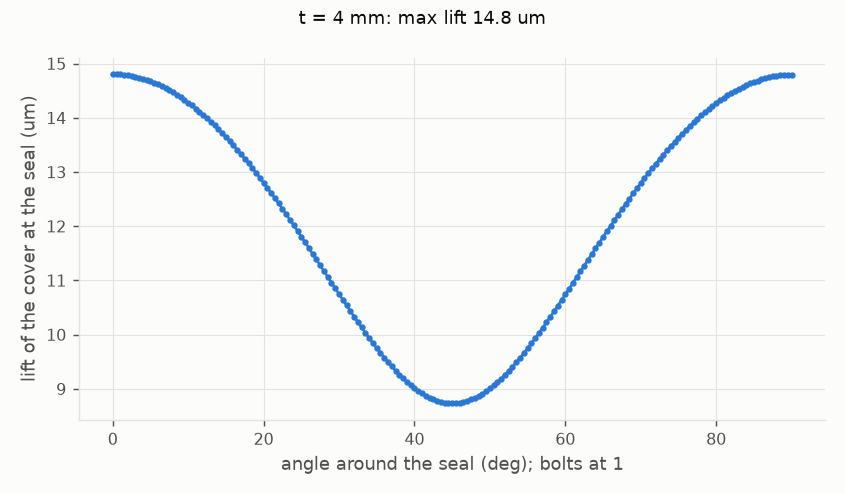 t = 4 mm: max lift 14.8 um
lift of the cover at the seal (um)
15
14
13
12
11
10
9
0 20 40 60 80
angle around the seal (deg); bolts at 1